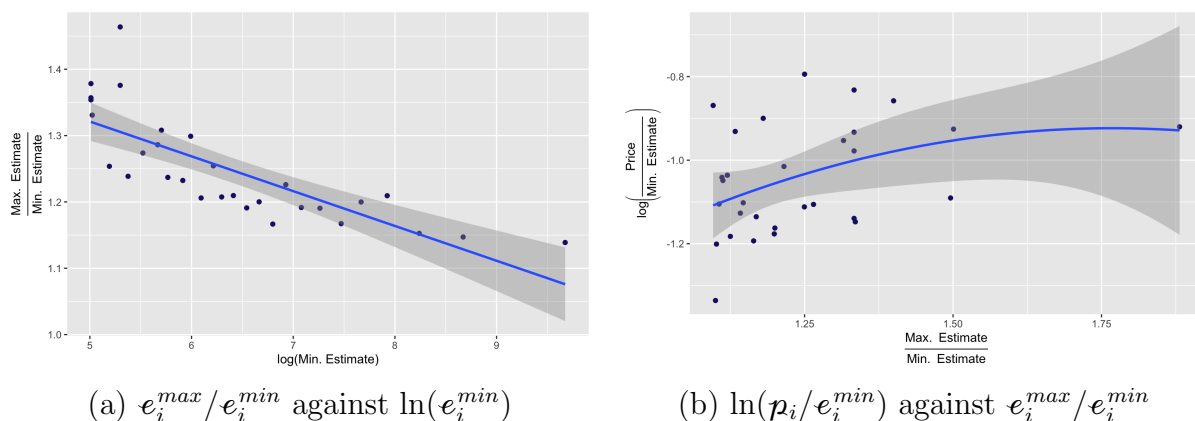 1.4
1.3
1.2
1.1
1.0
Max. Estimate
Min. Estimate
5 6 7 8 9
log(Min. Estimate)
(a) e_i^{max}/e_i^{min} against ln(e_i^{min})
-0.8
-1.0
-1.2
log(Price
Min. Estimate)
1.25 1.50 1.75
Max. Estimate
Min. Estimate
(b) ln(p_i/e_i^{min}) against e_i^{max}/e_i^{min}